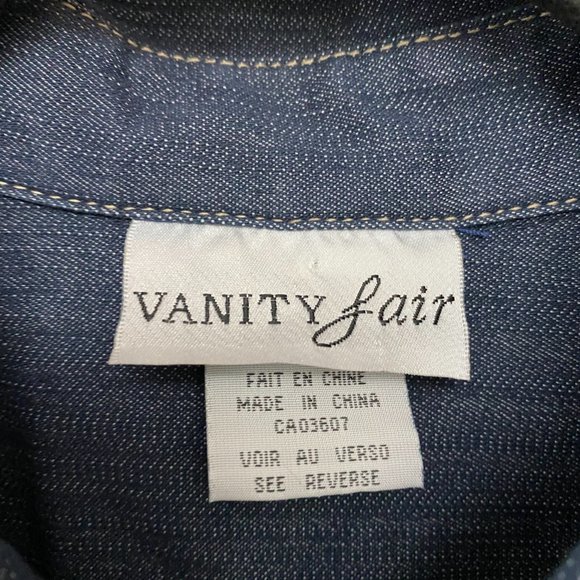 VANITY fair
FAIT EN CHINE
MADE IN CHINA
CA03607
VOIR AU VERSO
SEE REVERSE